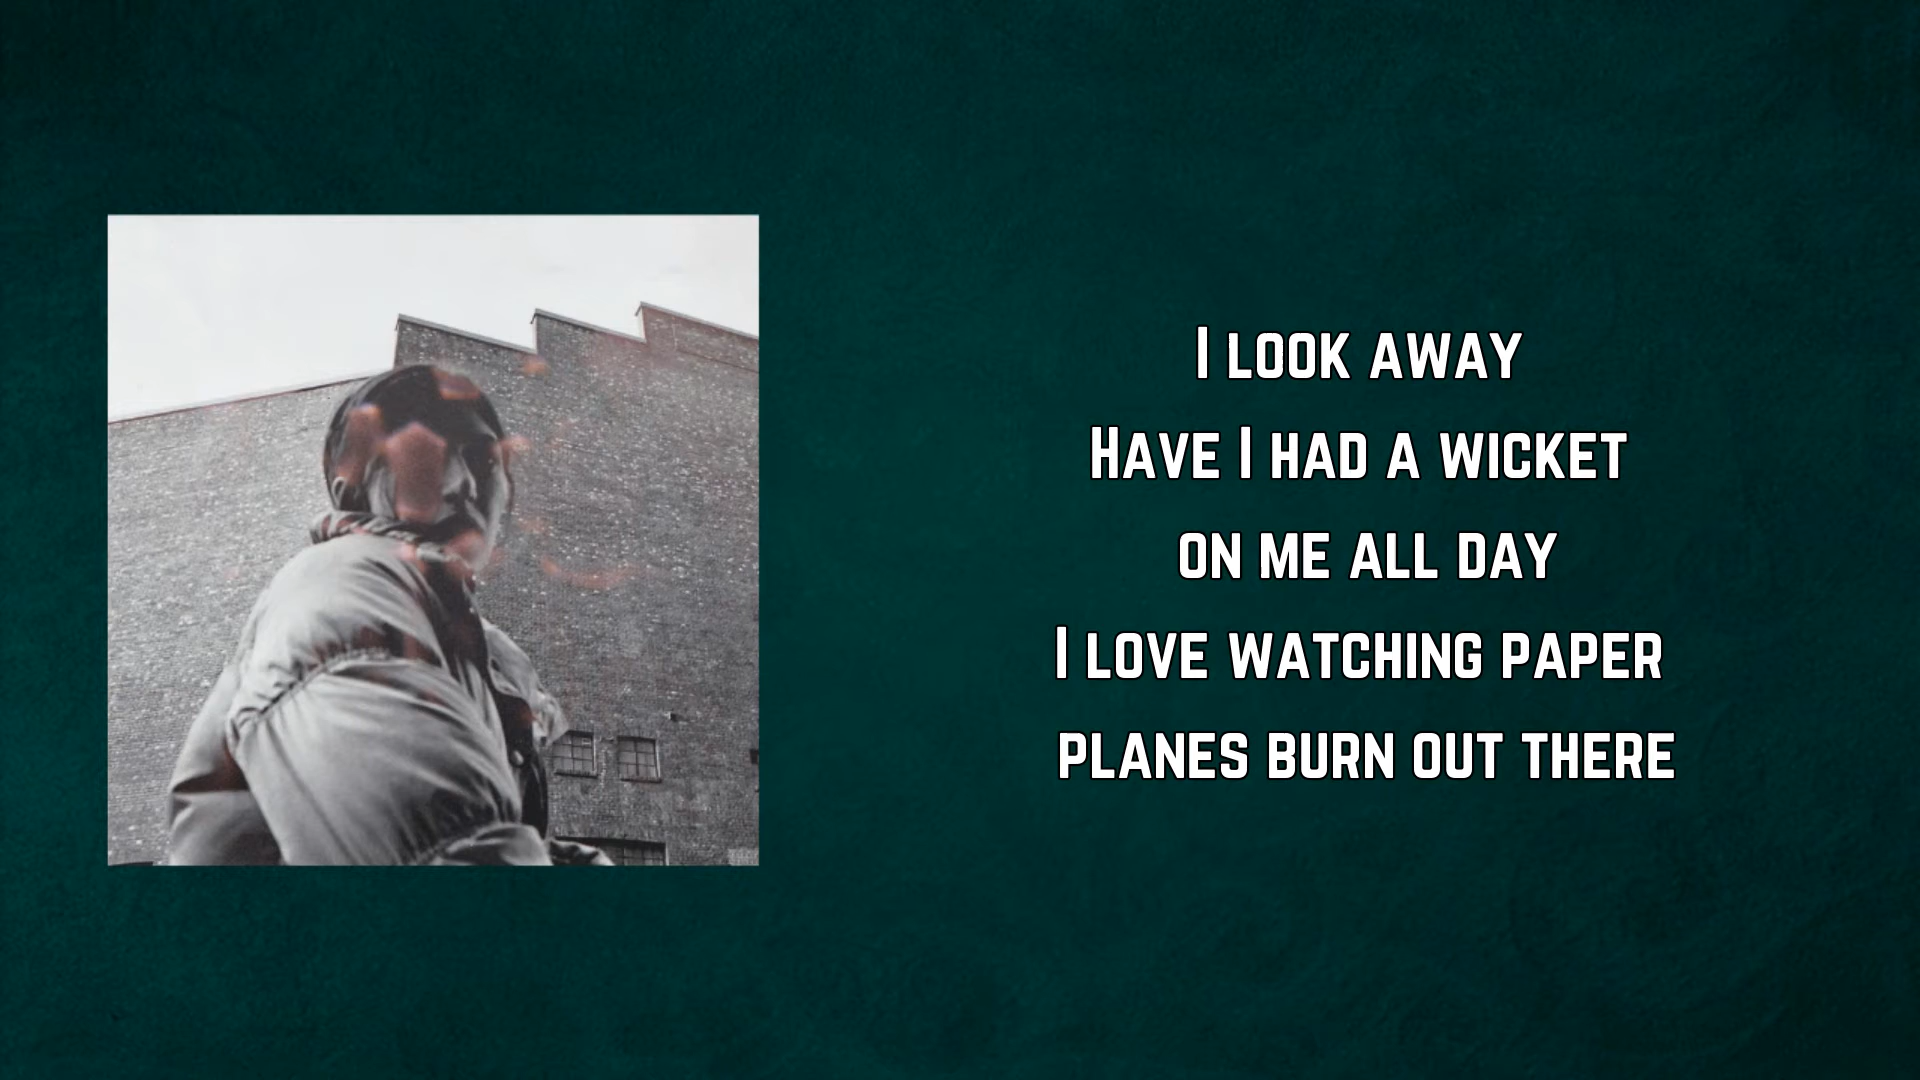 I LOOK AWAY
HAVE I HAD A WICKET
ON ME ALL DAY
I LOVE WATCHING PAPER
PLANES BURN OUT THERE